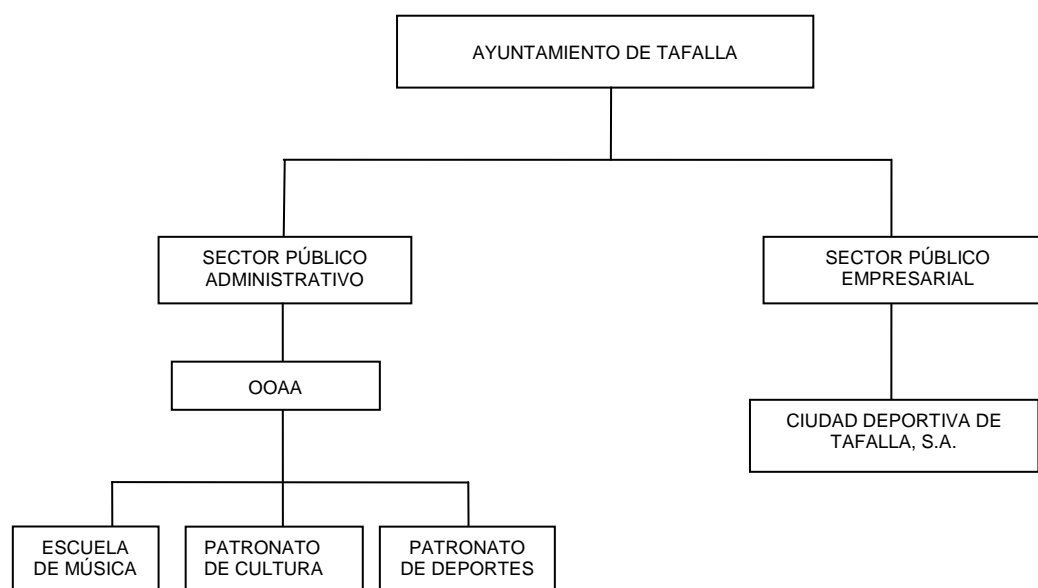 AYUNTAMIENTO DE TAFALLA
SECTOR PÚBLICO
ADMINISTRATIVO
SECTOR PÚBLICO
EMPRESARIAL
OOAA
CIUDAD DEPORTIVA DE
TAFALLA, S.A.
ESCUELA
DE MÚSICA
PATRONATO
DE CULTURA
PATRONATO
DE DEPORTES